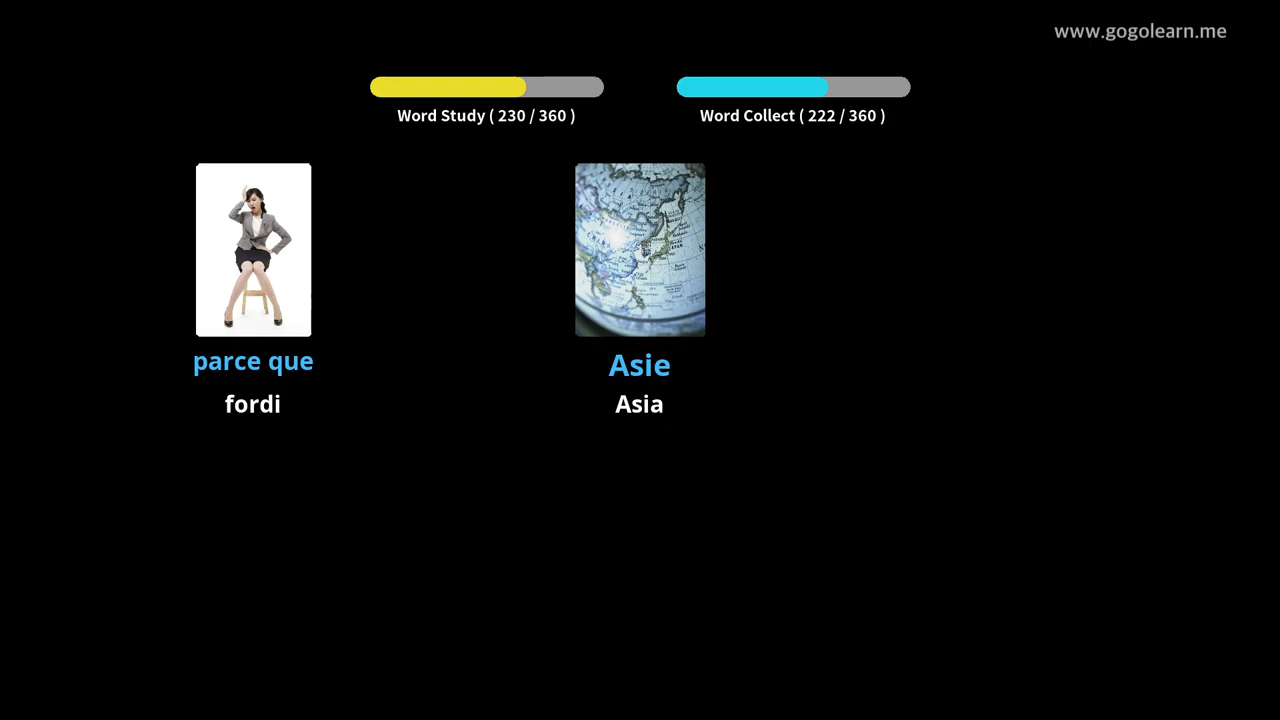 www.gogolearn.me
Word Study ( 230 / 360 )
Word Collect ( 222 / 360 )
parce que
fordi
Asie
Asia